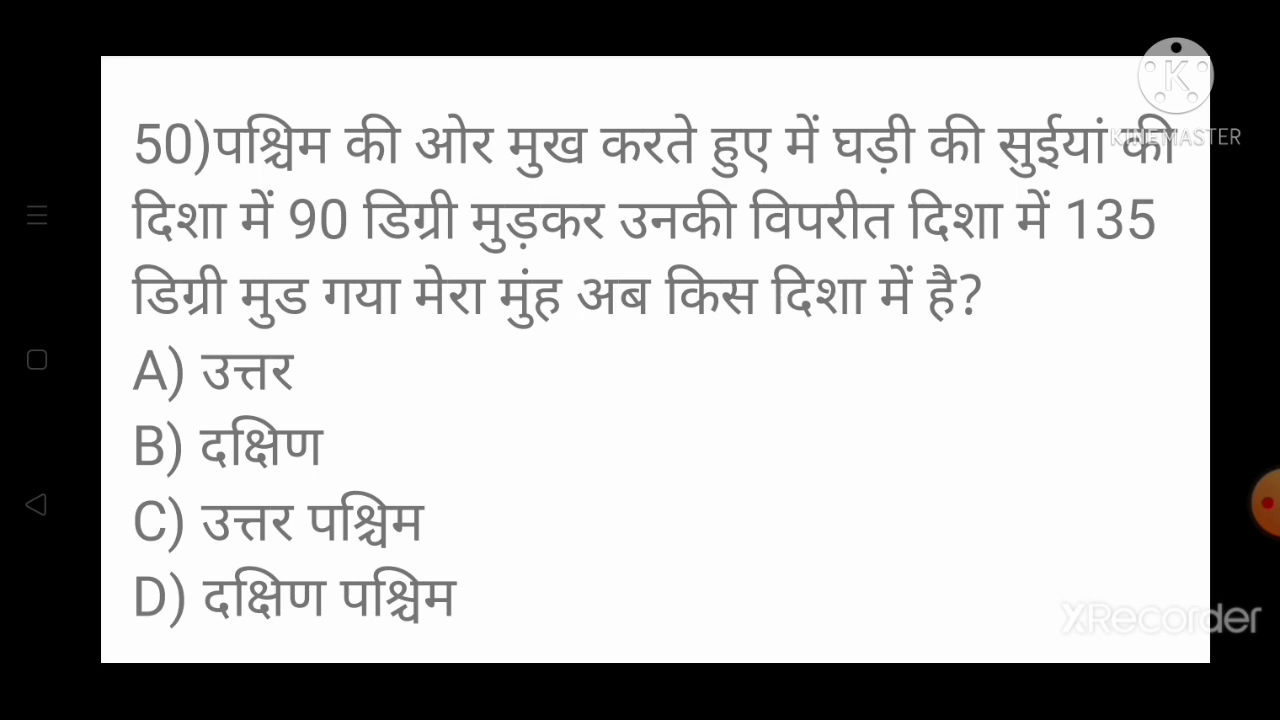 50)पश्चिम की ओर मुख करते हुए में घड़ी की सुईयां की
दिशा में 90 डिग्री मुड़कर उनकी विपरीत दिशा में 135
डिग्री मुड गया मेरा मुंह अब किस दिशा में है?
A) उत्तर
B) दक्षिण
C) उत्तर पश्चिम
D) दक्षिण पश्चिम
K
KINEMASTER
XRecorder